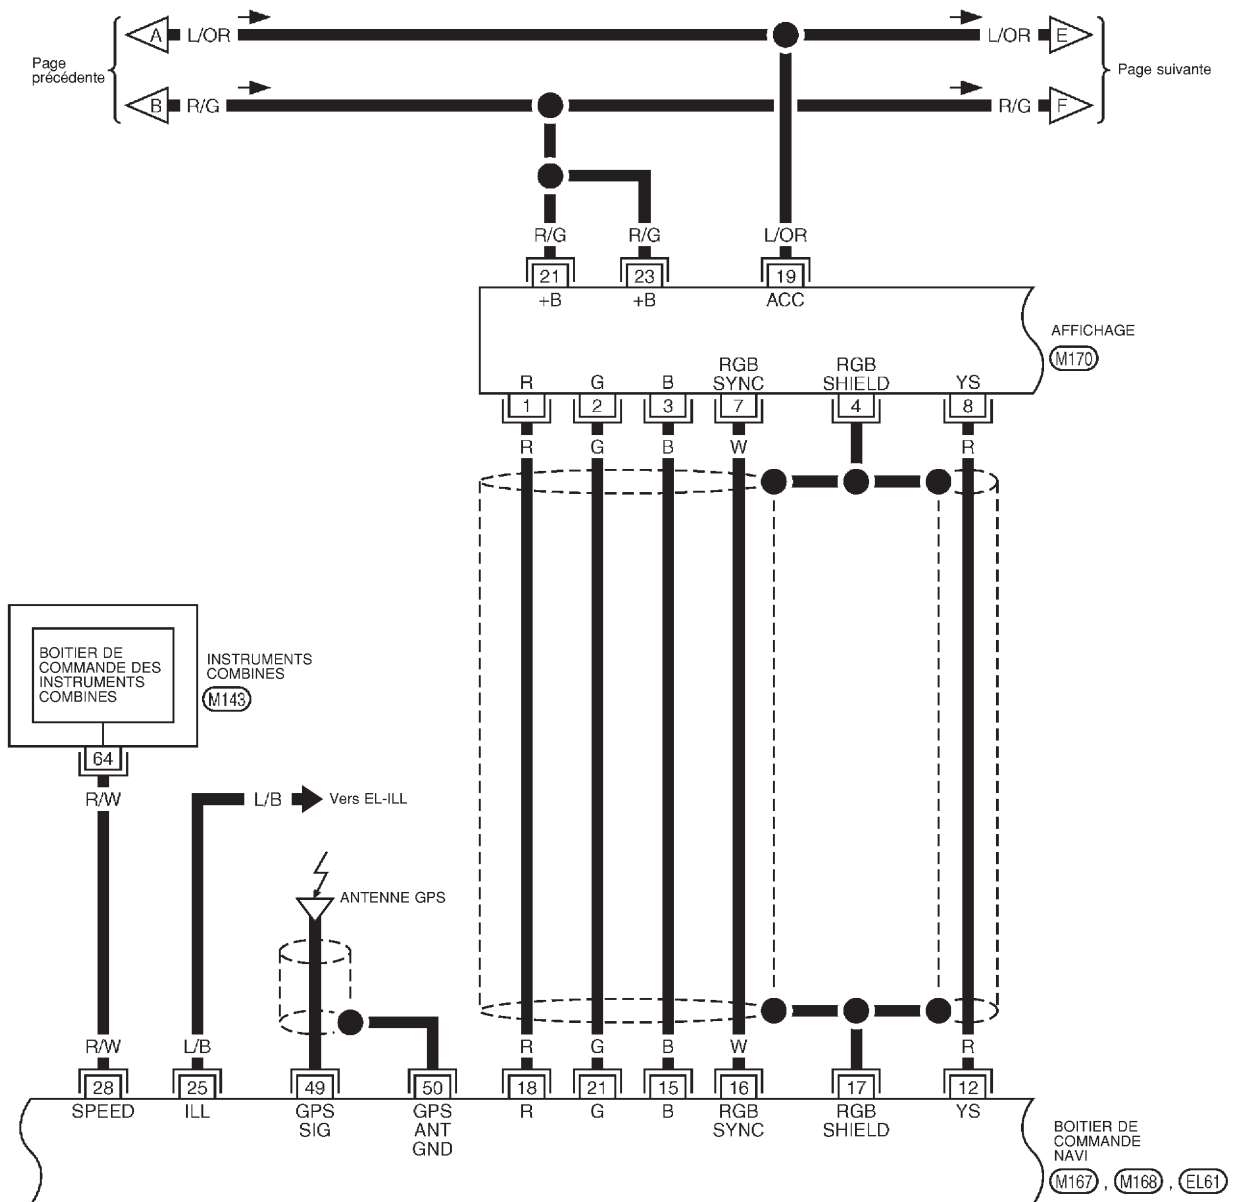 A L/OR L/OR E
Page
précédente
Page suivante
B R/G R/G F
R/G R/G L/OR
21 23 19
+B +B ACC
AFFICHAGE
M170
RGB RGB
R G B SYNC SHIELD YS
1 2 3 7 4 8
R G B W R
BOITIER DE
COMMANDE DES
INSTRUMENTS
COMBINES
INSTRUMENTS
COMBINES
M143
64
R/W L/B Vers EL-ILL
ANTENNE GPS
R/W L/B R G B W R
28 25 49 50 18 21 15 16 17 12
SPEED ILL GPS GPS R G B RGB RGB YS
SIG ANT SYNC SHIELD
GND
BOITIER DE
COMMANDE
NAVI
M167 , M168 , EL61